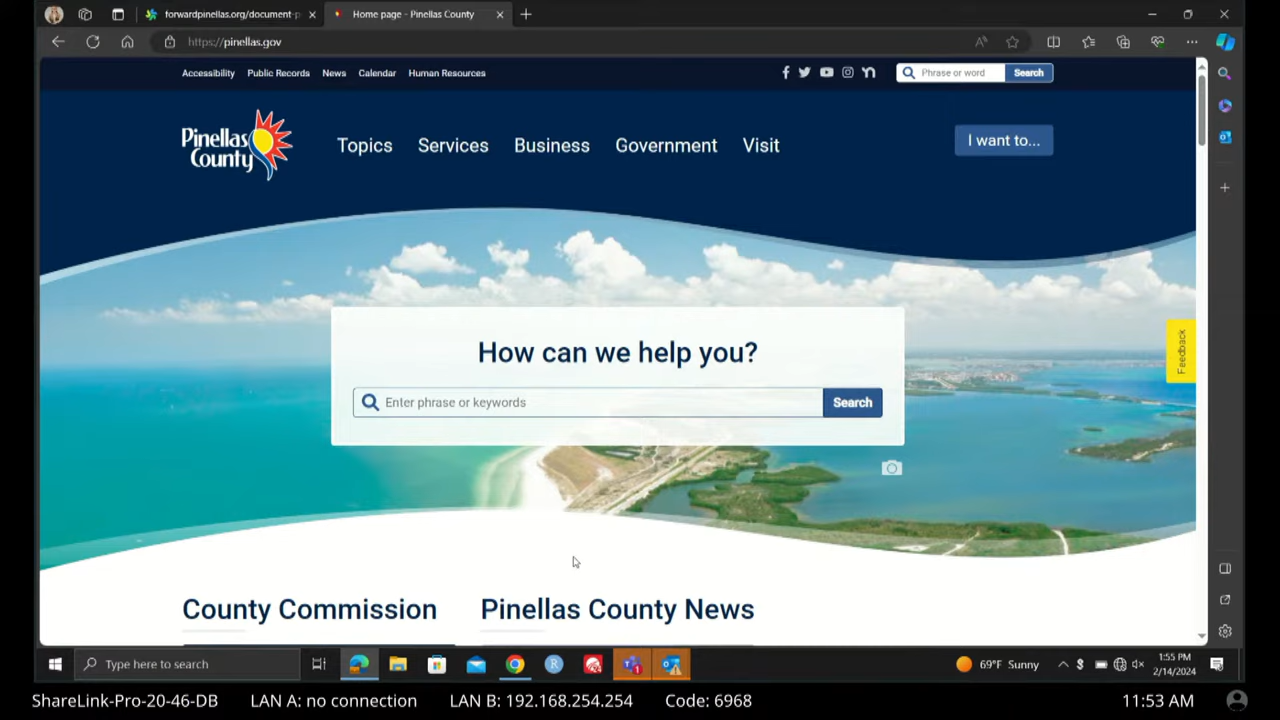 forwardpinellas.org/document-p
Home page - Pinellas County
https://pinellas.gov
Accessibility Public Records News Calendar Human Resources
Phrase or word Search
Pinellas County
Topics Services Business Government Visit
I want to...
How can we help you?
Enter phrase or keywords Search
Feedback
County Commission
Pinellas County News
Type here to search
69°F Sunny
1:55 PM
2/14/2024
ShareLink-Pro-20-46-DB LAN A: no connection LAN B: 192.168.254.254 Code: 6968 11:53 AM